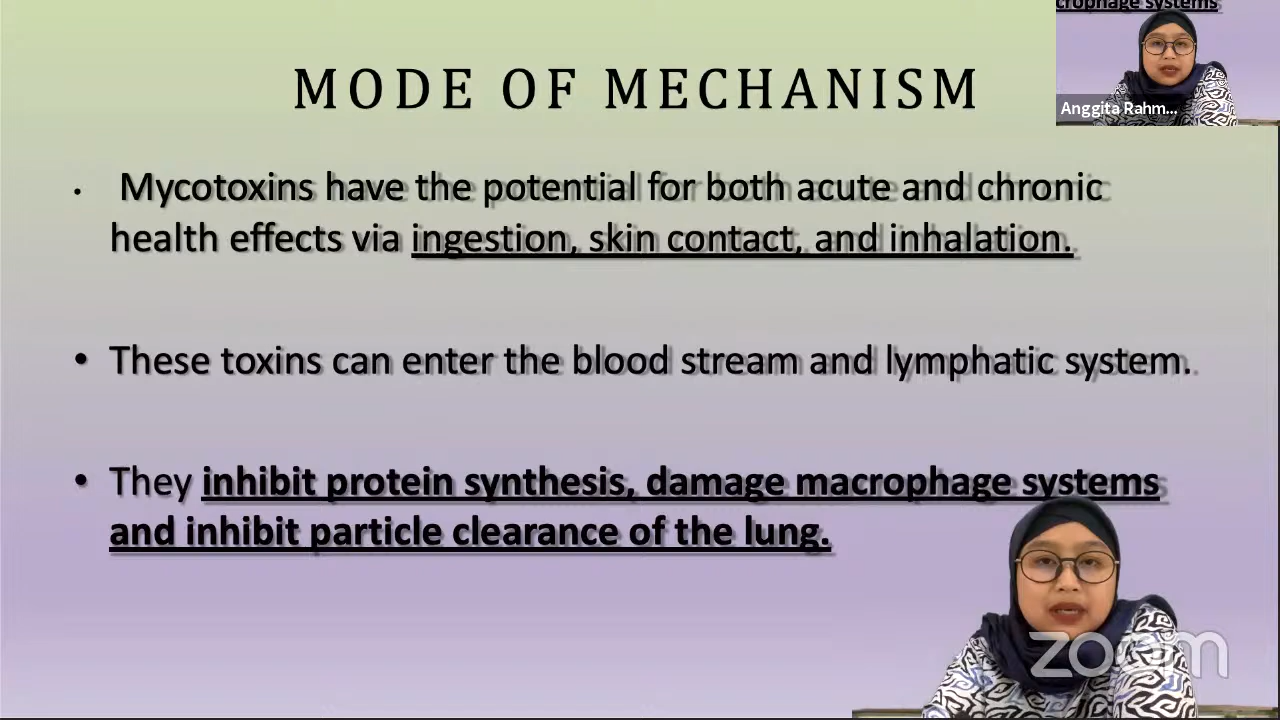 crophage systems
MODE OF MECHANISM
Anggita Rahm...
• Mycotoxins have the potential for both acute and chronic
health effects via ingestion, skin contact, and inhalation.
• These toxins can enter the blood stream and lymphatic system.
• They inhibit protein synthesis, damage macrophage systems
and inhibit particle clearance of the lung.
zoom